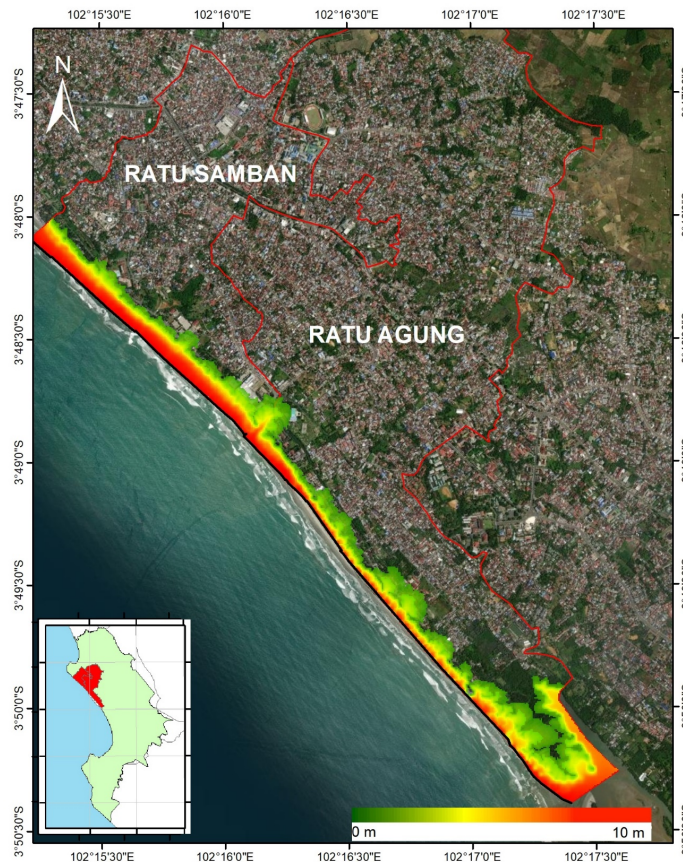 102°15'30"E 102°16'0"E 102°16'30"E 102°17'0"E 102°17'30"E
N
3°47'30"S
RATU SAMBAN
3°48'0"S
RATU AGUNG
3°48'30"S
3°49'0"S
3°49'30"S
3°50'0"S
3°50'30"S
0 m 10 m
102°15'30"E 102°16'0"E 102°16'30"E 102°17'0"E 102°17'30"E